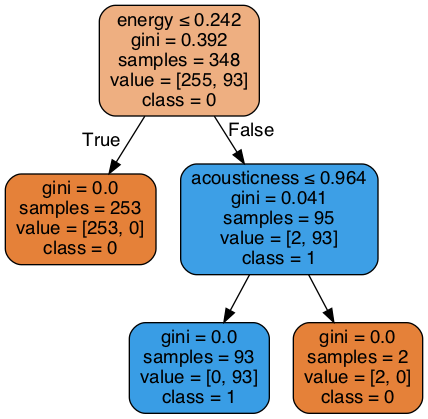 energy ≤ 0.242
gini = 0.392
samples = 348
value = [255, 93]
class = 0
True
False
gini = 0.0
samples = 253
value = [253, 0]
class = 0
acousticness ≤ 0.964
gini = 0.041
samples = 95
value = [2, 93]
class = 1
gini = 0.0
samples = 93
value = [0, 93]
class = 1
gini = 0.0
samples = 2
value = [2, 0]
class = 0